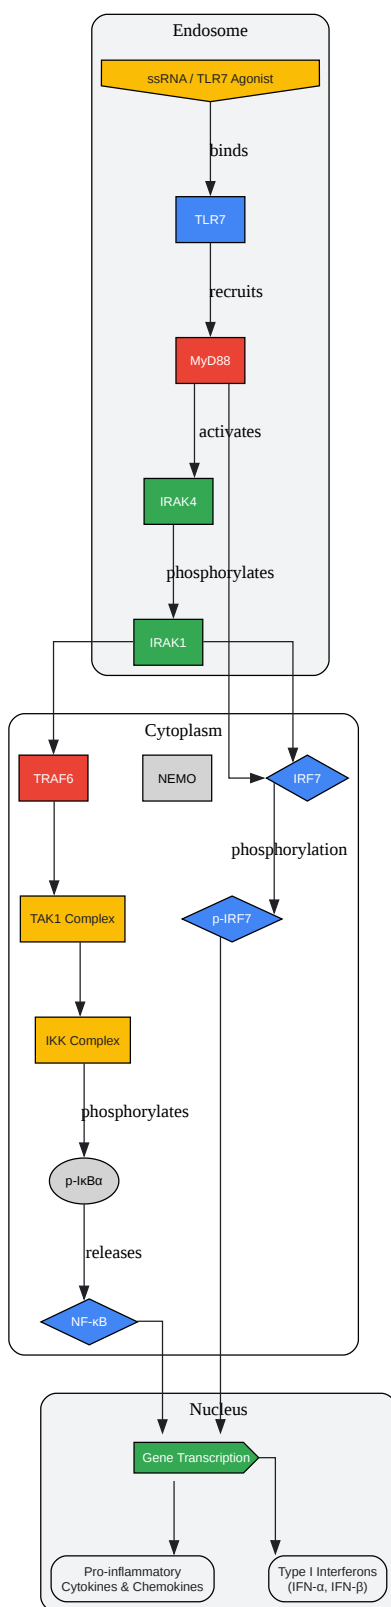 Endosome
ssRNA / TLR7 Agonist
binds
TLR7
recruits
MyD88
activates
IRAK4
phosphorylates
IRAK1
Cytoplasm
TRAF6
NEMO
IRF7
phosphorylation
TAK1 Complex
p-IRF7
IKK Complex
phosphorylates
p-IκBα
releases
NF-κB
Nucleus
Gene Transcription
Pro-inflammatory
Cytokines & Chemokines
Type I Interferons
(IFN-α, IFN-β)